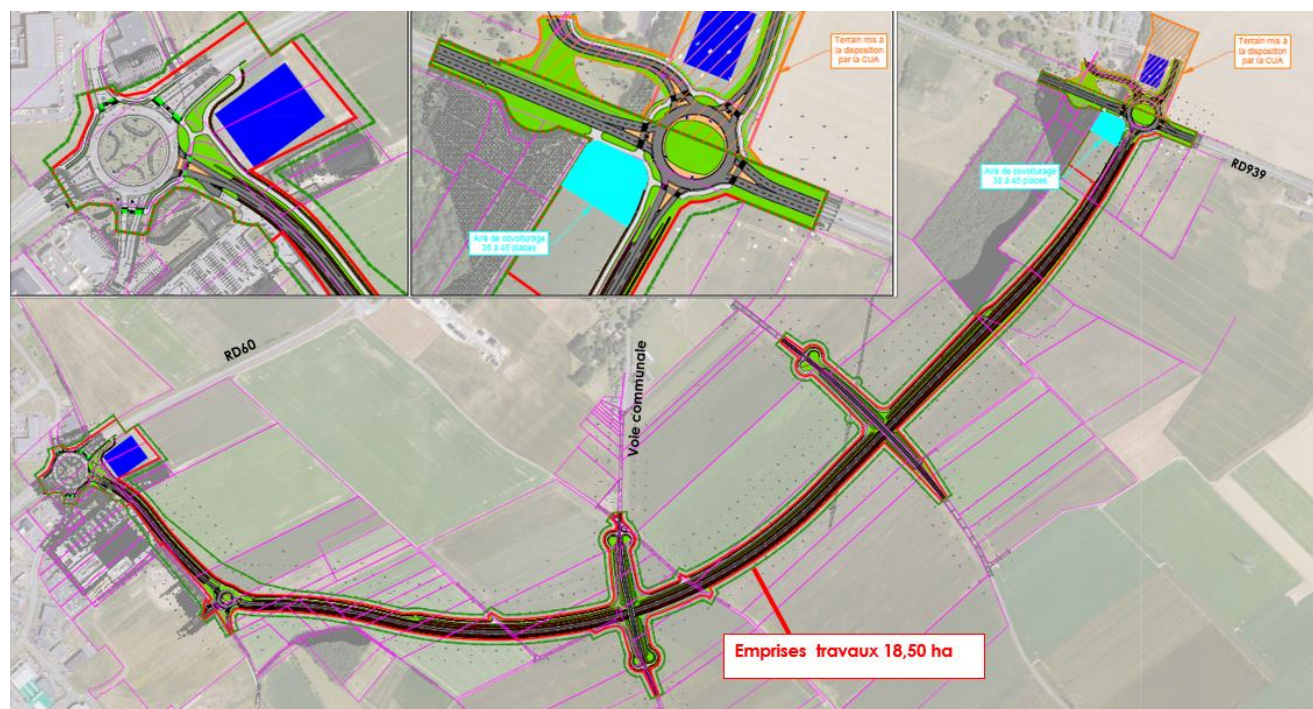 Terrain mis à
la disposition
par la CUA
Aire de covoiturage
35 à 45 places
Terrain mis à
la disposition
par la CUA
Aire de covoiturage
35 à 45 places
RD939
RD60
Voie communale
Emprises travaux 18,50 ha